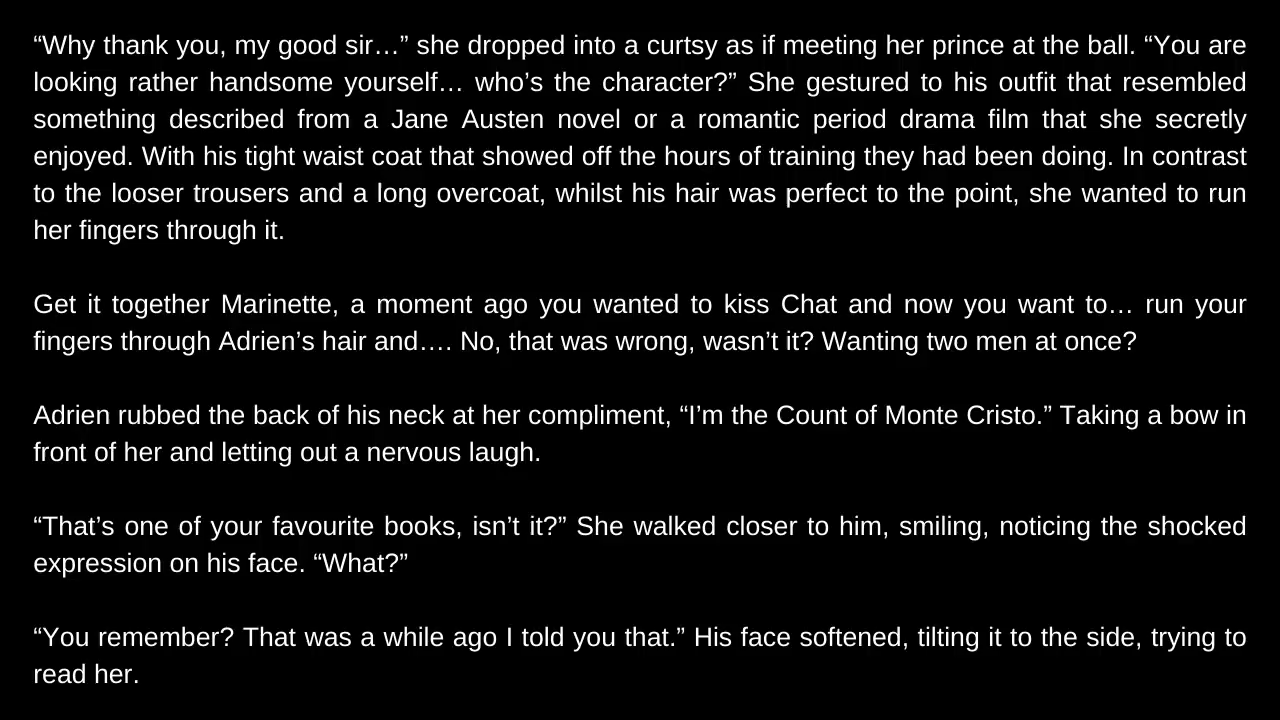 “Why thank you, my good sir…” she dropped into a curtsy as if meeting her prince at the ball. “You are
looking rather handsome yourself… who’s the character?” She gestured to his outfit that resembled
something described from a Jane Austen novel or a romantic period drama film that she secretly
enjoyed. With his tight waist coat that showed off the hours of training they had been doing. In contrast
to the looser trousers and a long overcoat, whilst his hair was perfect to the point, she wanted to run
her fingers through it.
Get it together Marinette, a moment ago you wanted to kiss Chat and now you want to… run your
fingers through Adrien’s hair and…. No, that was wrong, wasn’t it? Wanting two men at once?
Adrien rubbed the back of his neck at her compliment, “I’m the Count of Monte Cristo.” Taking a bow in
front of her and letting out a nervous laugh.
“That’s one of your favourite books, isn’t it?” She walked closer to him, smiling, noticing the shocked
expression on his face. “What?”
“You remember? That was a while ago I told you that.” His face softened, tilting it to the side, trying to
read her.